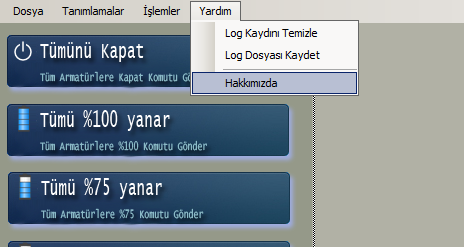 Dosya Tanımlamalar İşlemler Yardım
Log Kaydını Temizle
Log Dosyası Kaydet
Hakkımızda
Tümünü Kapat
Tüm Armatürlere Kapat Komutu Gönder
Tümü %100 yanar
Tüm Armatürlere %100 Komutu Gönder
Tümü %75 yanar
Tüm Armatürlere %75 Komutu Gönder